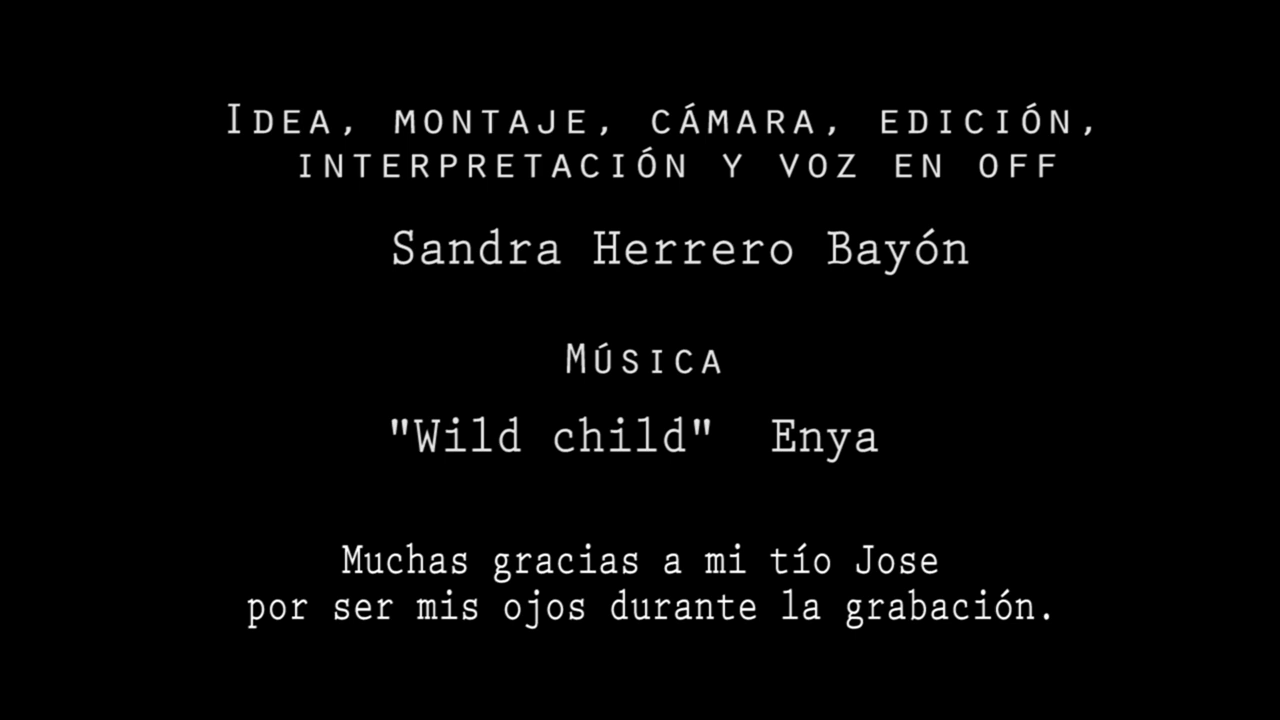 Idea, montaje, cámara, edición,
interpretación y voz en off
Sandra Herrero Bayón
Música
"Wild child" Enya
Muchas gracias a mi tío Jose
por ser mis ojos durante la grabación.